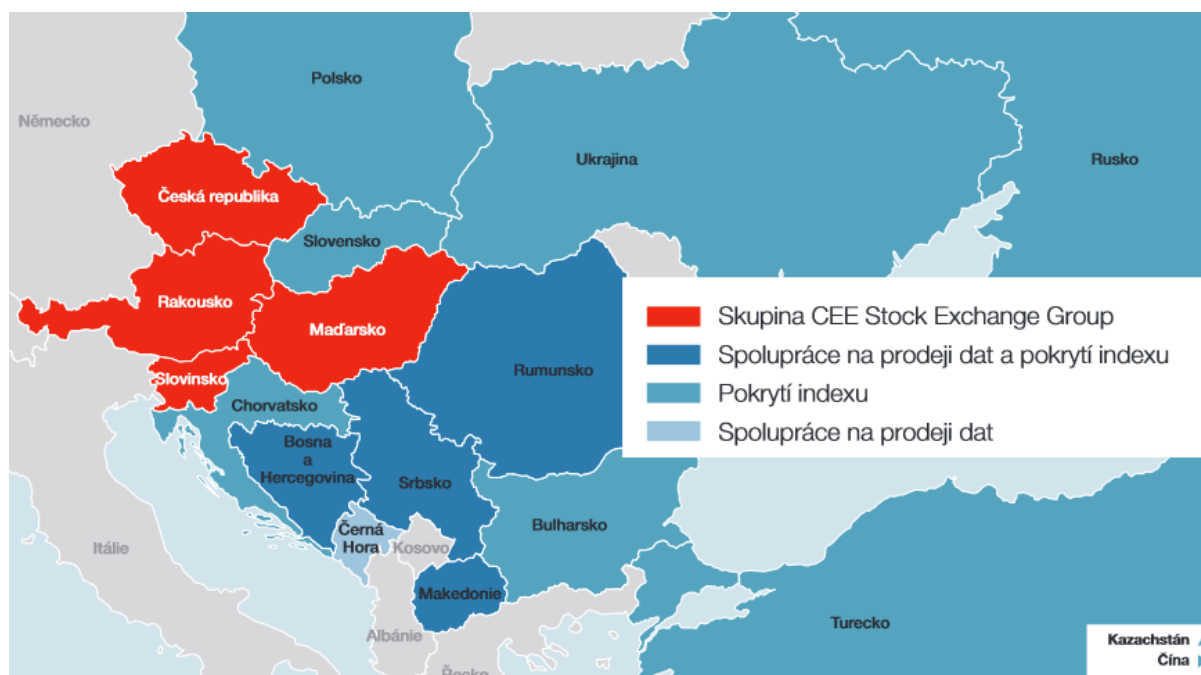 Polsko
Německo
Ukrajina
Rusko
Česká republika
Slovensko
Rakousko
Maďarsko
Skupina CEE Stock Exchange Group
Spolupráce na prodeji dat a pokrytí indexu
Pokrytí indexu
Spolupráce na prodeji dat
Rumunsko
Slovinsko
Chorvatsko
Bosna
a
Hercegovina
Srbsko
Bulharsko
Černá
Hora
Kosovo
Itálie
Makedonie
Turecko
Albánie
Kazachstán
Čína